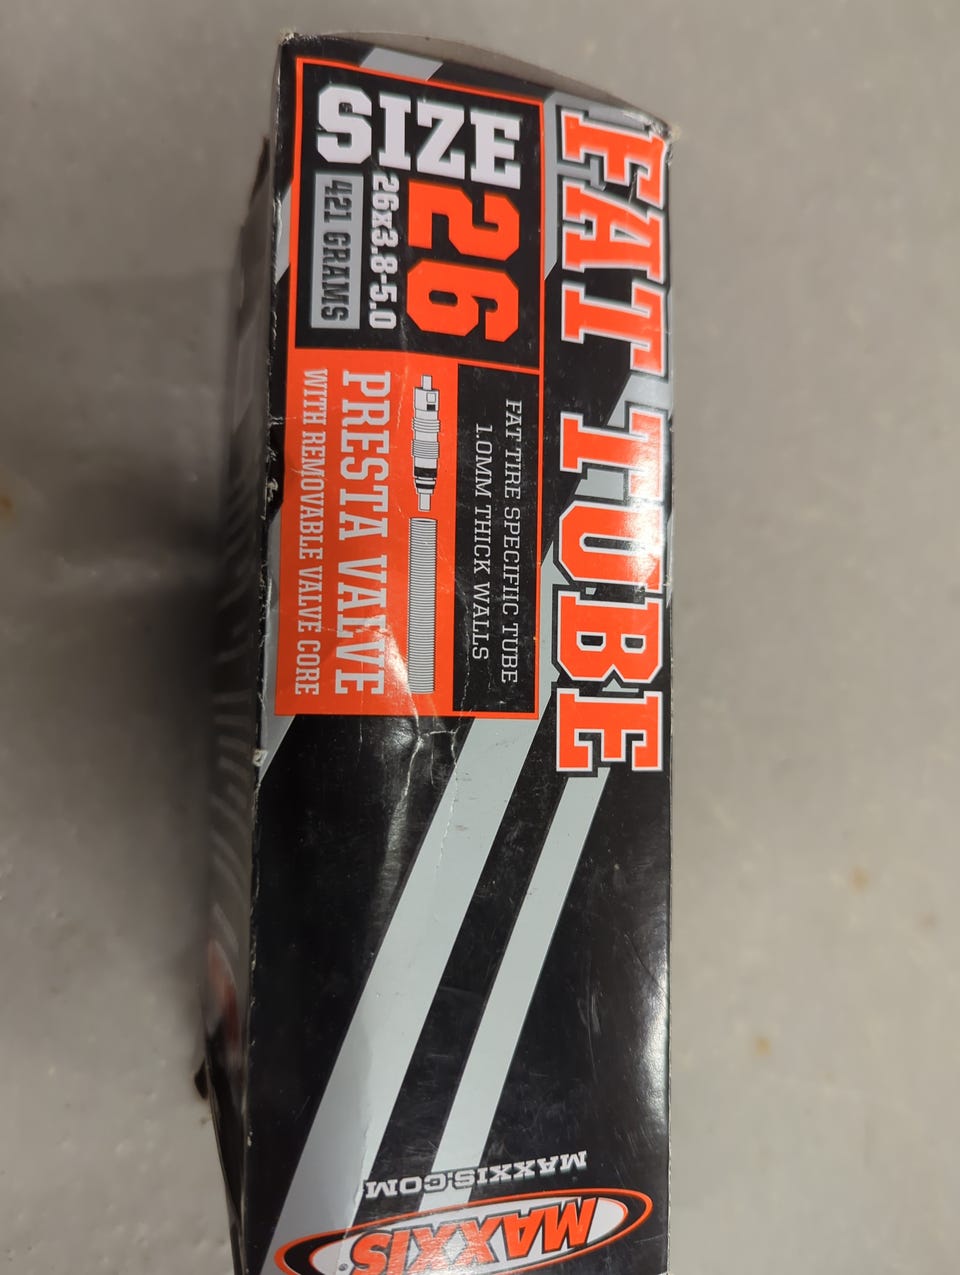 FAT TUBE
SIZE
26
26x3.8-5.0
421 GRAMS
FAT TIRE SPECIFIIC TUBE
1.0MM THICK WALLS
PRESTA VALVE
WITH REMOVABLE VALVE CORE
MAXXIS.COM
MAXXIS®